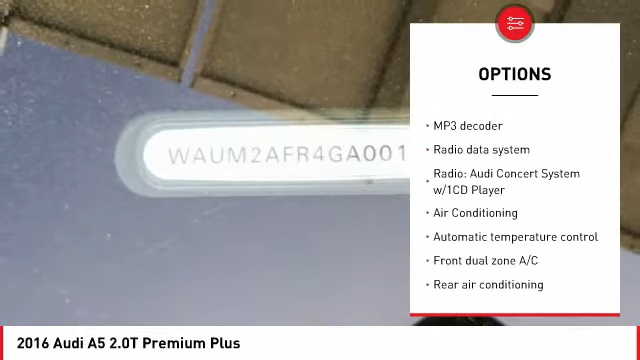 WAUM2AFR4GA001
OPTIONS
MP3 decoder
Radio data system
Radio: Audi Concert System
w/1CD Player
Air Conditioning
Automatic temperature control
Front dual zone A/C
Rear air conditioning
2016 Audi A5 2.0T Premium Plus